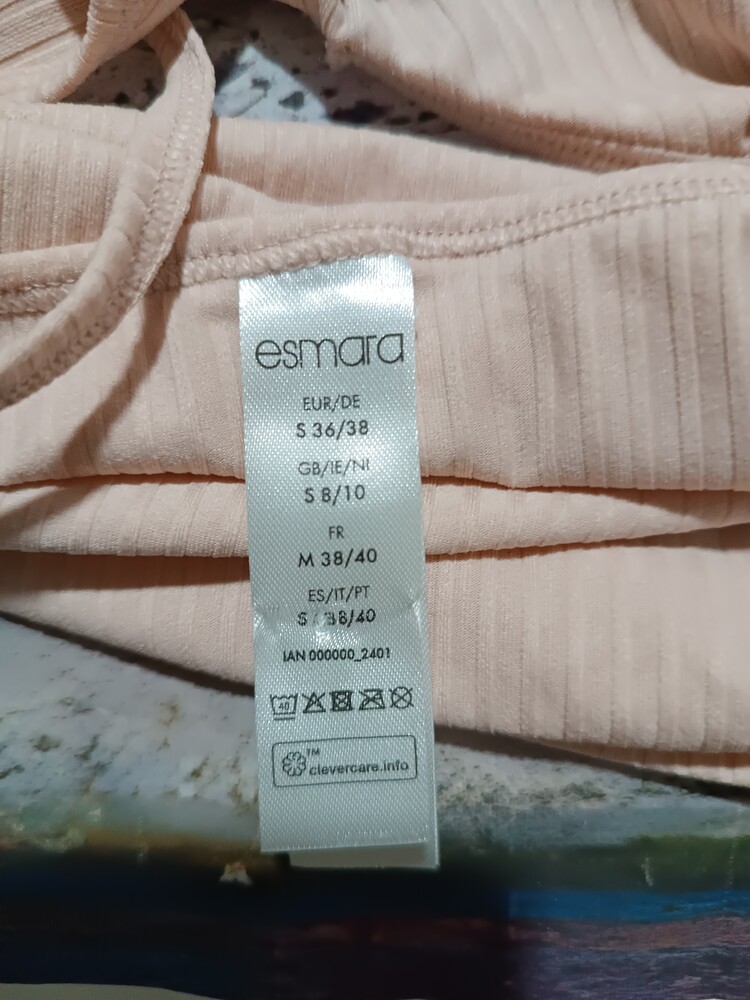 esmara
EUR/DE
S 36/38
GB/IE/NI
S 8/10
FR
M 38/40
ES/IT/PT
S / 38/40
IAN 000000_2401
40
TM
clevercare.info